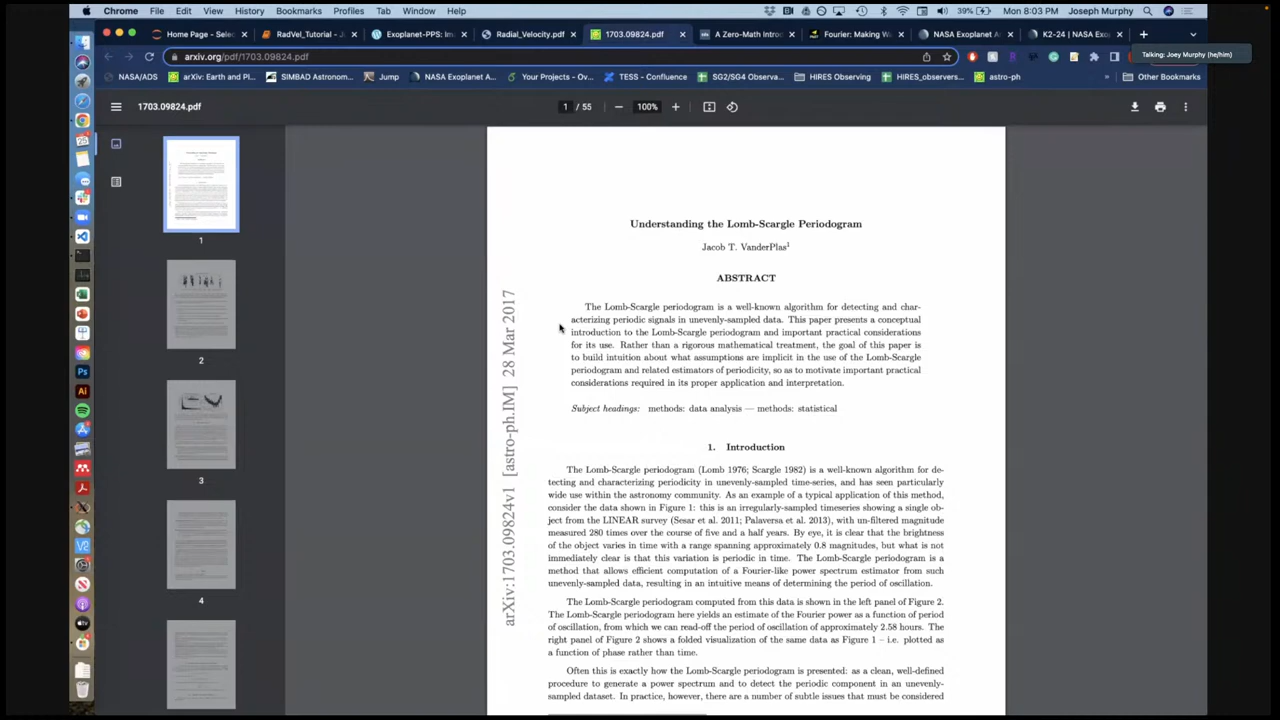 Chrome File Edit View History Bookmarks Profiles Tab Window Help 39% Mon 8:03 PM Joseph Murphy
Home Page - Selec RadVel_Tutorial - Ju Exoplanet-PPS: Im Radial_Velocity.pdf 1703.09824.pdf A Zero-Math Introd Fourier: Making Wa NASA Exoplanet A K2-24 | NASA Exo
Talking: Joey Murphy (he/him)
arxiv.org/pdf/1703.09824.pdf
NASA/ADS arXiv: Earth and Pl... SIMBAD Astronom... Jump NASA Exoplanet A... Your Projects - Ov... TESS - Confluence SG2/SG4 Observa... HIRES Observing HIRES_observers... astro-ph » Other Bookmarks
1703.09824.pdf 1 / 55 100%
1
2
3
4
arXiv:1703.09824v1 [astro-ph.IM] 28 Mar 2017
Understanding the Lomb-Scargle Periodogram
Jacob T. VanderPlas1
ABSTRACT
The Lomb-Scargle periodogram is a well-known algorithm for detecting and char-
acterizing periodic signals in unevenly-sampled data. This paper presents a conceptual
introduction to the Lomb-Scargle periodogram and important practical considerations
for its use. Rather than a rigorous mathematical treatment, the goal of this paper is
to build intuition about what assumptions are implicit in the use of the Lomb-Scargle
periodogram and related estimators of periodicity, so as to motivate important practical
considerations required in its proper application and interpretation.
Subject headings: methods: data analysis — methods: statistical
1. Introduction
The Lomb-Scargle periodogram (Lomb 1976; Scargle 1982) is a well-known algorithm for de-
tecting and characterizing periodicity in unevenly-sampled time-series, and has seen particularly
wide use within the astronomy community. As an example of a typical application of this method,
consider the data shown in Figure 1: this is an irregularly-sampled timeseries showing a single ob-
ject from the LINEAR survey (Sesar et al. 2011; Palaversa et al. 2013), with un-filtered magnitude
measured 280 times over the course of five and a half years. By eye, it is clear that the brightness
of the object varies in time with a range spanning approximately 0.8 magnitudes, but what is not
immediately clear is that this variation is periodic in time. The Lomb-Scargle periodogram is a
method that allows efficient computation of a Fourier-like power spectrum estimator from such
unevenly-sampled data, resulting in an intuitive means of determining the period of oscillation.
The Lomb-Scargle periodogram computed from this data is shown in the left panel of Figure 2.
The Lomb-Scargle periodogram here yields an estimate of the Fourier power as a function of period
of oscillation, from which we can read-off the period of oscillation of approximately 2.58 hours. The
right panel of Figure 2 shows a folded visualization of the same data as Figure 1 – i.e. plotted as
a function of phase rather than time.
Often this is exactly how the Lomb-Scargle periodogram is presented: as a clean, well-defined
procedure to generate a power spectrum and to detect the periodic component in an unevenly-
sampled dataset. In practice, however, there are a number of subtle issues that must be considered